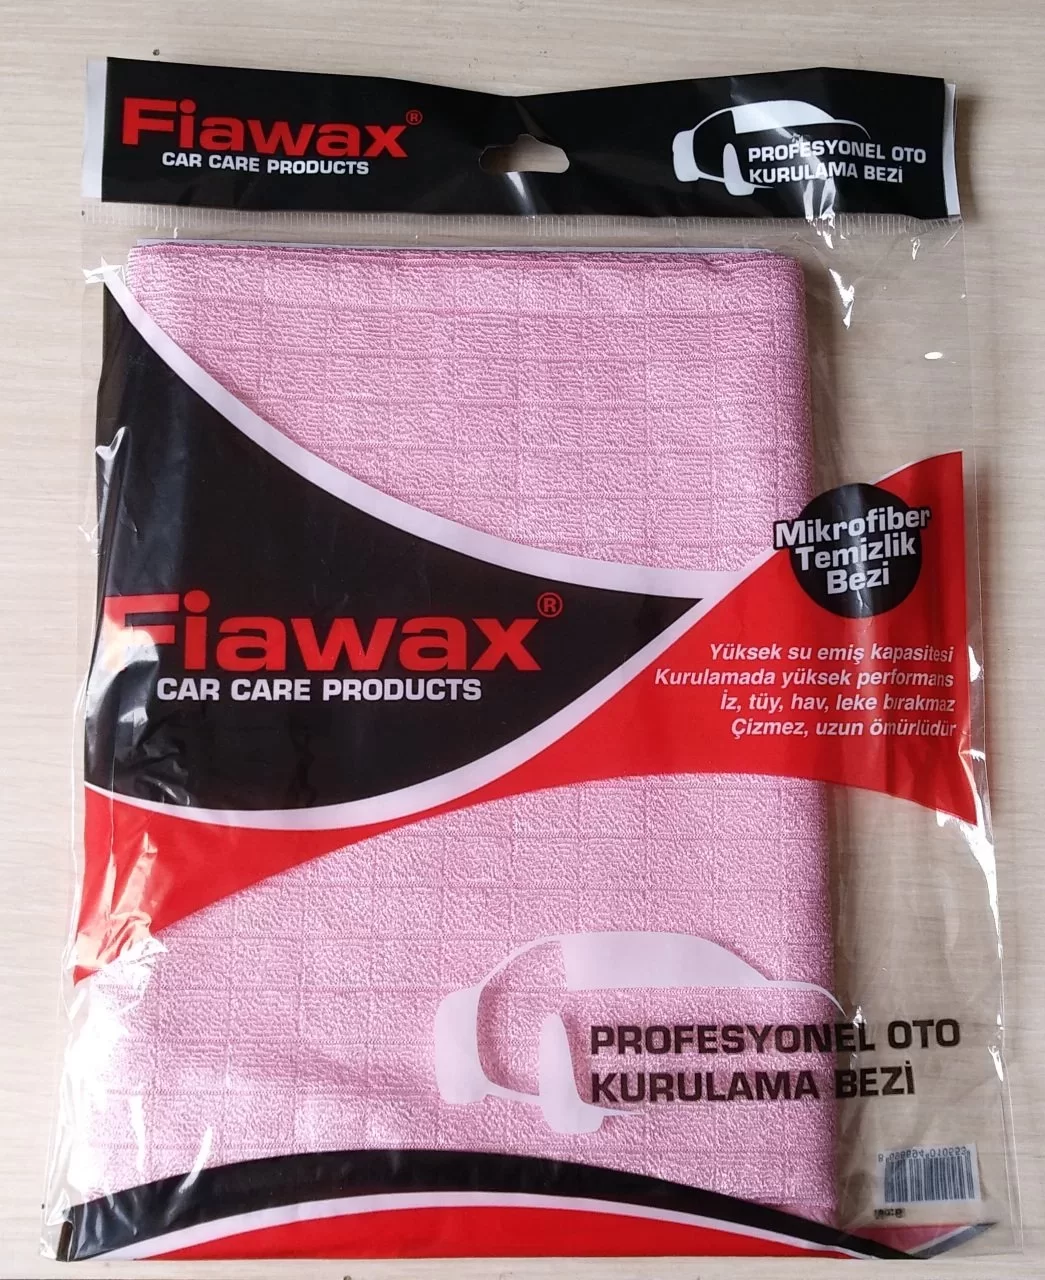 Fiawax®
CAR CARE PRODUCTS
PROFESYONEL OTO
KURULAMA BEZİ
Mikrofiber
Temizlik
Bezi
Fiawax®
CAR CARE PRODUCTS
Yüksek su emiş kapasitesi
Kurulamada yüksek performans
İz, tüy, hav, leke bırakmaz
Çizmez, uzun ömürlüdür
PROFESYONEL OTO
KURULAMA BEZİ